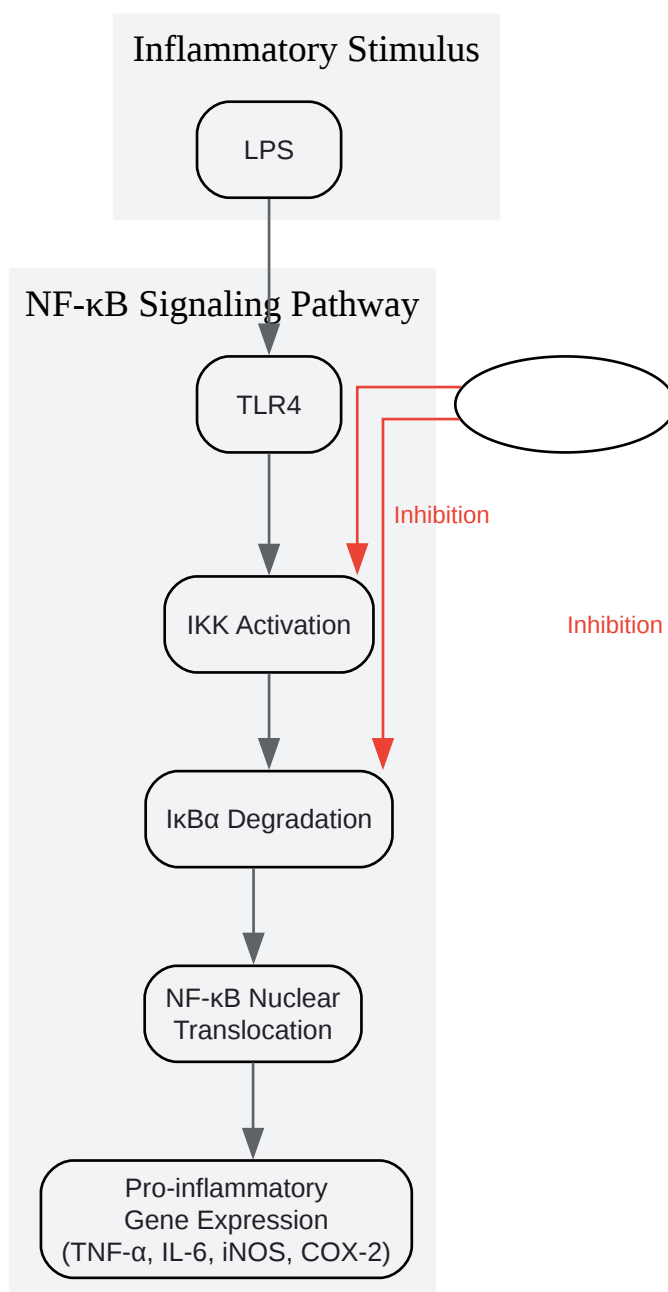 Inflammatory Stimulus
LPS
NF-κB Signaling Pathway
TLR4
Inhibition
IKK Activation
Inhibition
IκBα Degradation
NF-κB Nuclear
Translocation
Pro-inflammatory
Gene Expression
(TNF-α, IL-6, iNOS, COX-2)